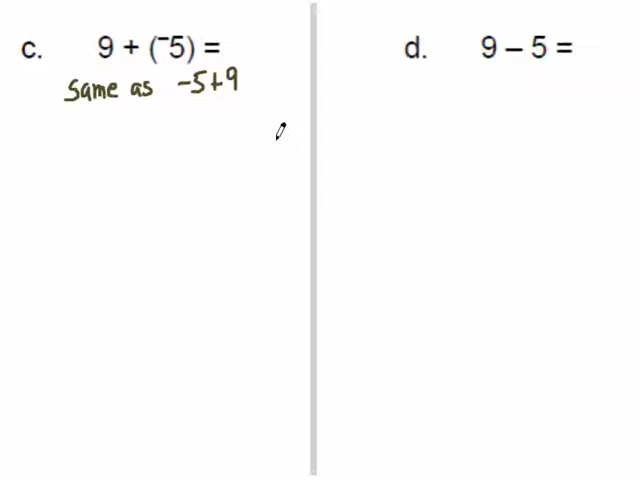 c. 9 + (⁻5) =
same as -5+9
d. 9 – 5 =